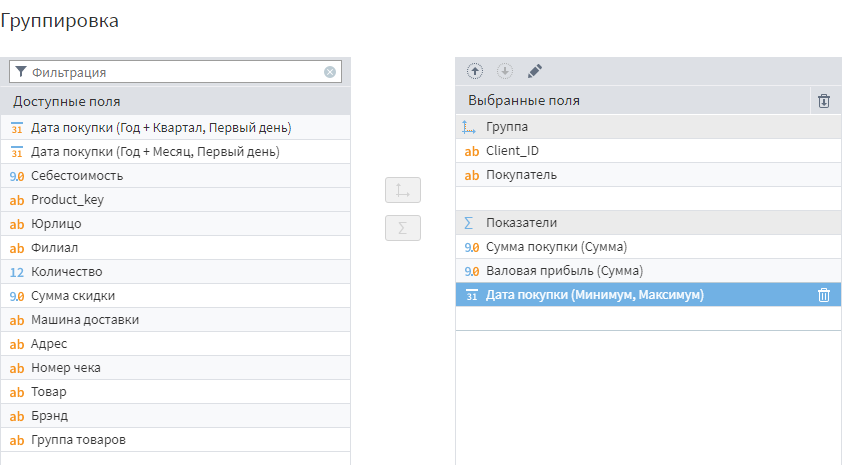 Группировка
Фильтрация
Доступные поля
31 Дата покупки (Год + Квартал, Первый день)
31 Дата покупки (Год + Месяц, Первый день)
9.0 Себестоимость
ab Product_key
ab Юрлицо
ab Филиал
12 Количество
9.0 Сумма скидки
ab Машина доставки
ab Адрес
ab Номер чека
ab Товар
ab Брэнд
ab Группа товаров
Σ
Выбранные поля
Группа
ab Client_ID
ab Покупатель
Σ Показатели
9.0 Сумма покупки (Сумма)
9.0 Валовая прибыль (Сумма)
31 Дата покупки (Минимум, Максимум)